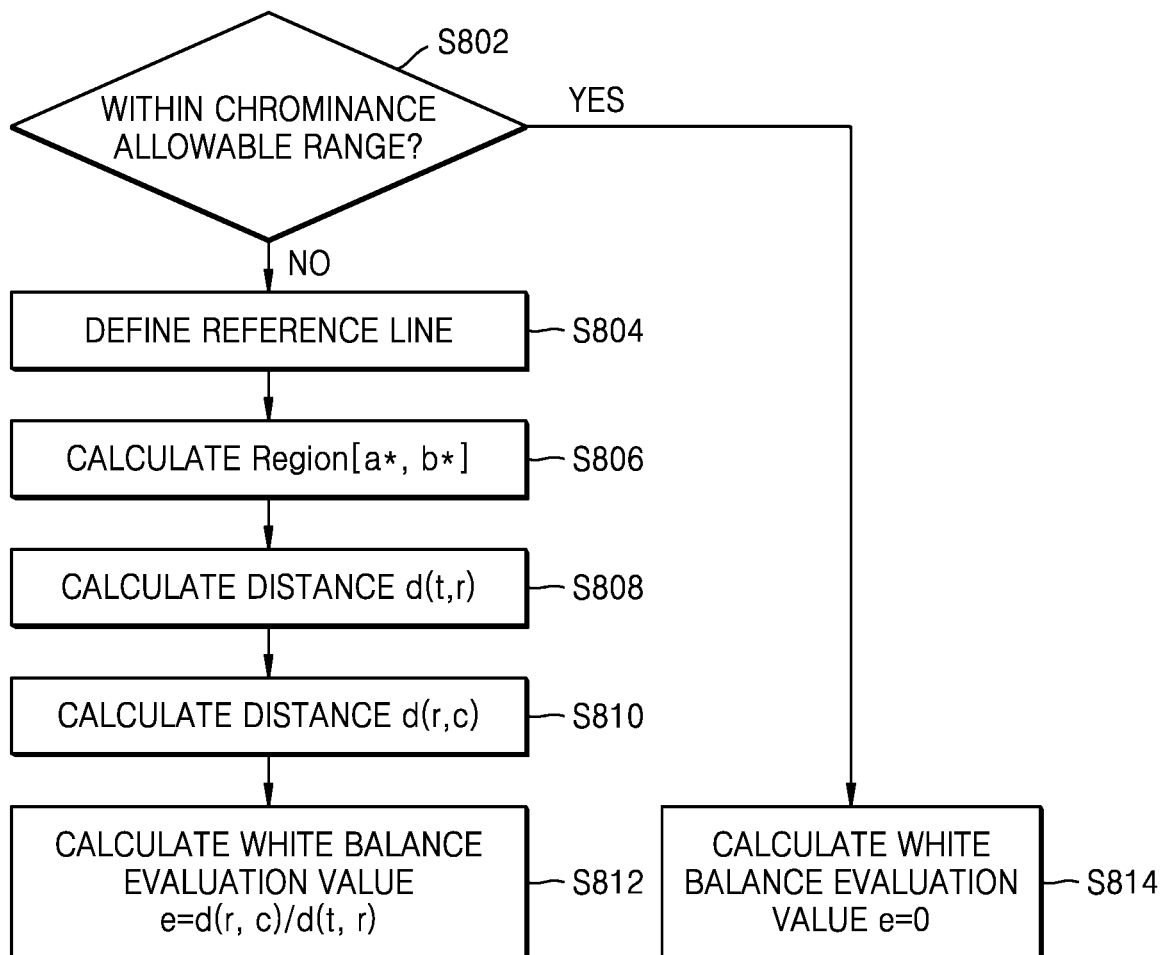 S802
WITHIN CHROMINANCE
ALLOWABLE RANGE?
YES
NO
DEFINE REFERENCE LINE
S804
CALCULATE Region[a*, b*]
S806
CALCULATE DISTANCE d(t,r)
S808
CALCULATE DISTANCE d(r,c)
S810
CALCULATE WHITE BALANCE
EVALUATION VALUE
e=d(r, c)/d(t, r)
S812
CALCULATE WHITE
BALANCE EVALUATION
VALUE e=0
S814